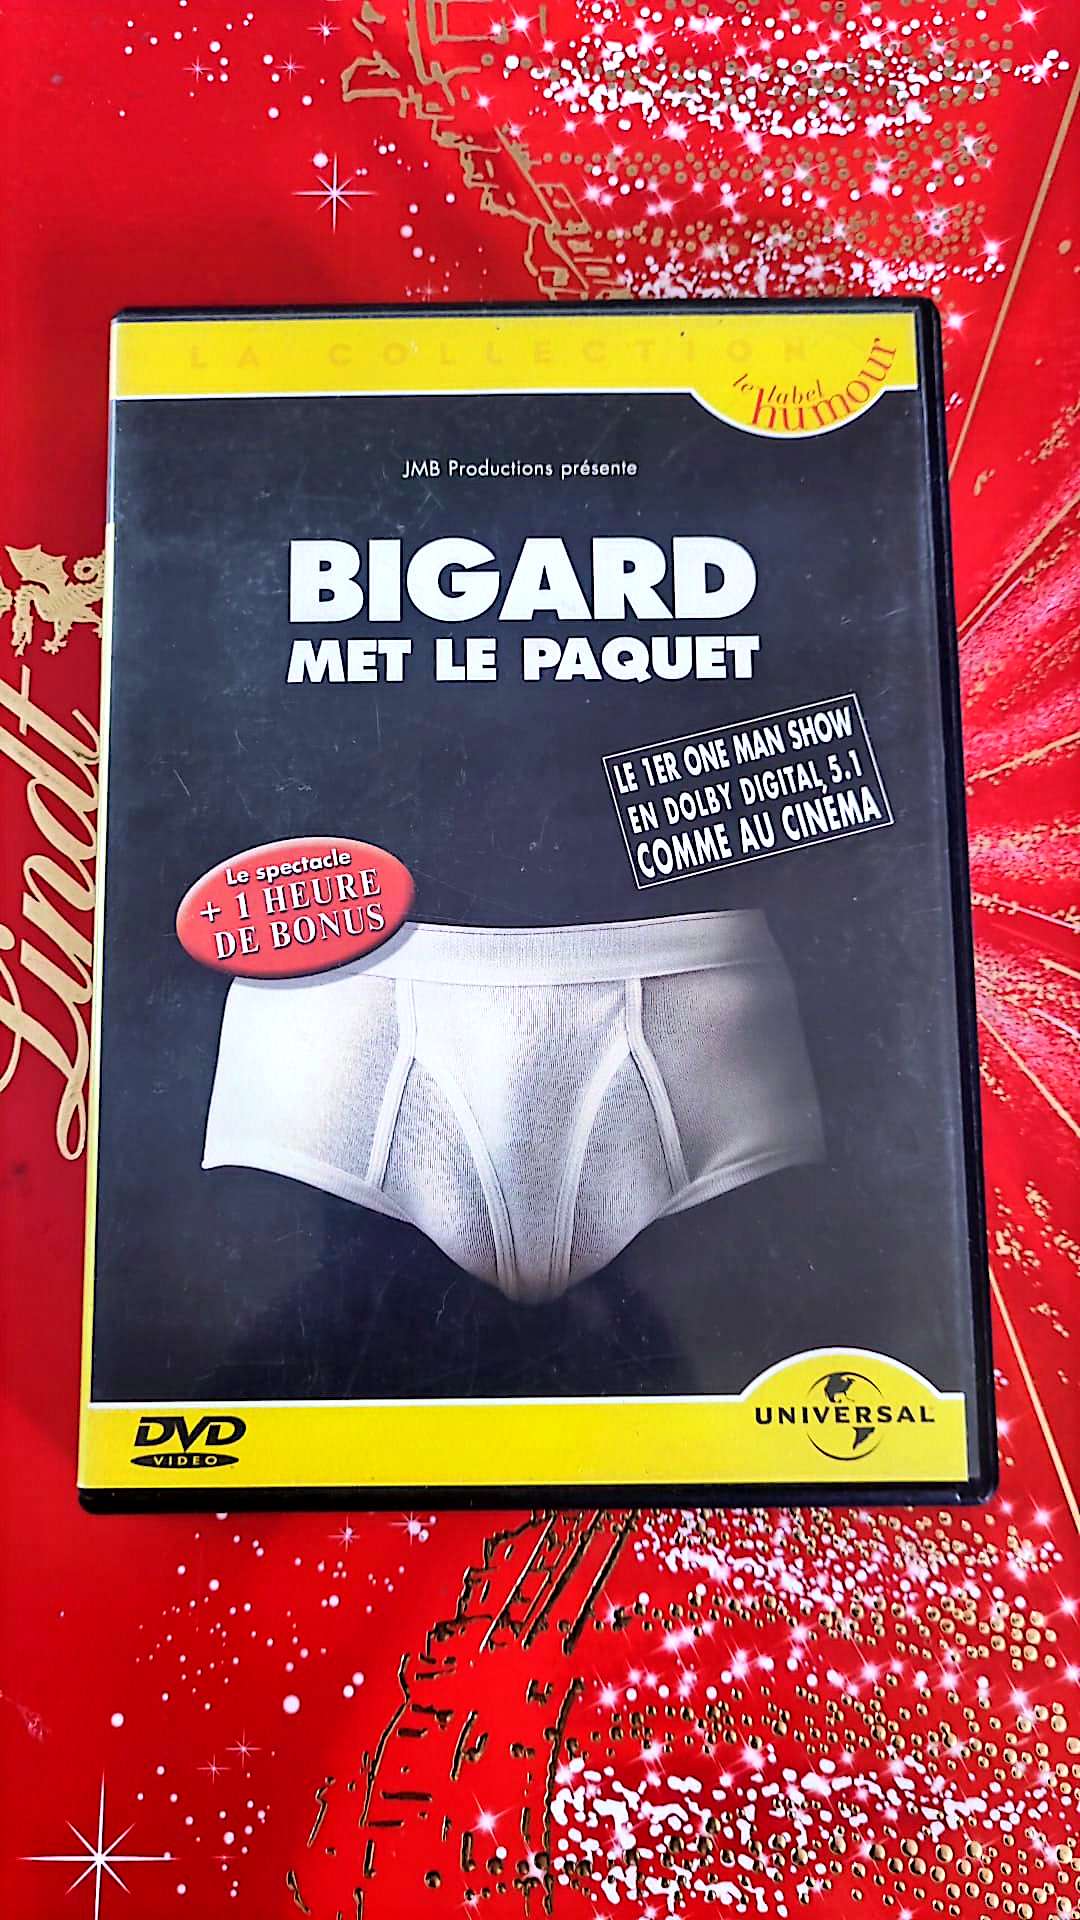 LA COLLECTION
le label
humour
JMB Productions présente
BIGARD
MET LE PAQUET
LE 1ER ONE MAN SHOW
EN DOLBY DIGITAL 5.1
COMME AU CINÉMA
Le spectacle
+ 1 HEURE
DE BONUS
Lindt
DVD
VIDEO
UNIVERSAL